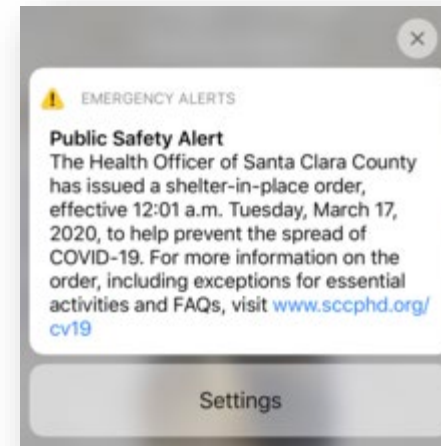 EMERGENCY ALERTS
Public Safety Alert
The Health Officer of Santa Clara County
has issued a shelter-in-place order,
effective 12:01 a.m. Tuesday, March 17,
2020, to help prevent the spread of
COVID-19. For more information on the
order, including exceptions for essential
activities and FAQs, visit www.sccphd.org/
cv19
Settings